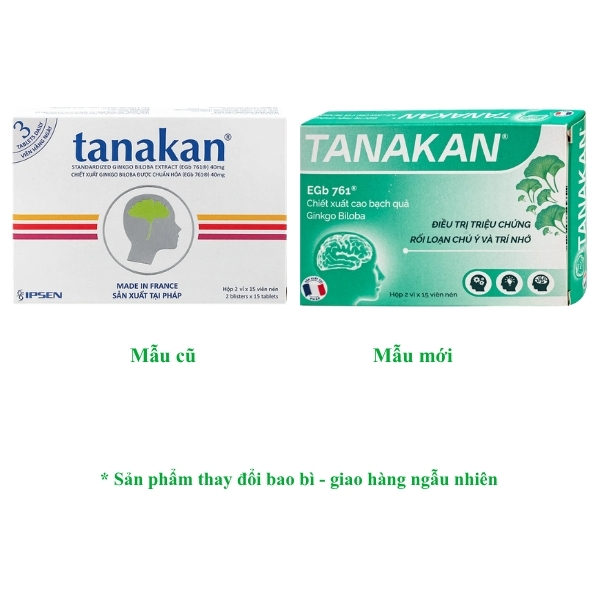 3
TABLETS DAILY
VIÊN HÀNG NGÀY
tanakan®
STANDARDIZED GINKGO BILOBA EXTRACT (EGb 761®) 40mg
CHIẾT XUẤT GINKGO BILOBA ĐƯỢC CHUẨN HÓA (EGb 761®) 40mg
MADE IN FRANCE
SẢN XUẤT TẠI PHÁP
IPSEN
Hộp 2 vỉ x 15 viên nén
2 blisters x 15 tablets
TANAKAN®
EGb 761®
Chiết xuất cao bạch quả
Ginkgo Biloba
ĐIỀU TRỊ TRIỆU CHỨNG
RỐI LOẠN CHÚ Ý VÀ TRÍ NHỚ
Hộp 2 vỉ x 15 viên nén
TANAKAN®
Mẫu cũ
Mẫu mới
* Sản phẩm thay đổi bao bì - giao hàng ngẫu nhiên